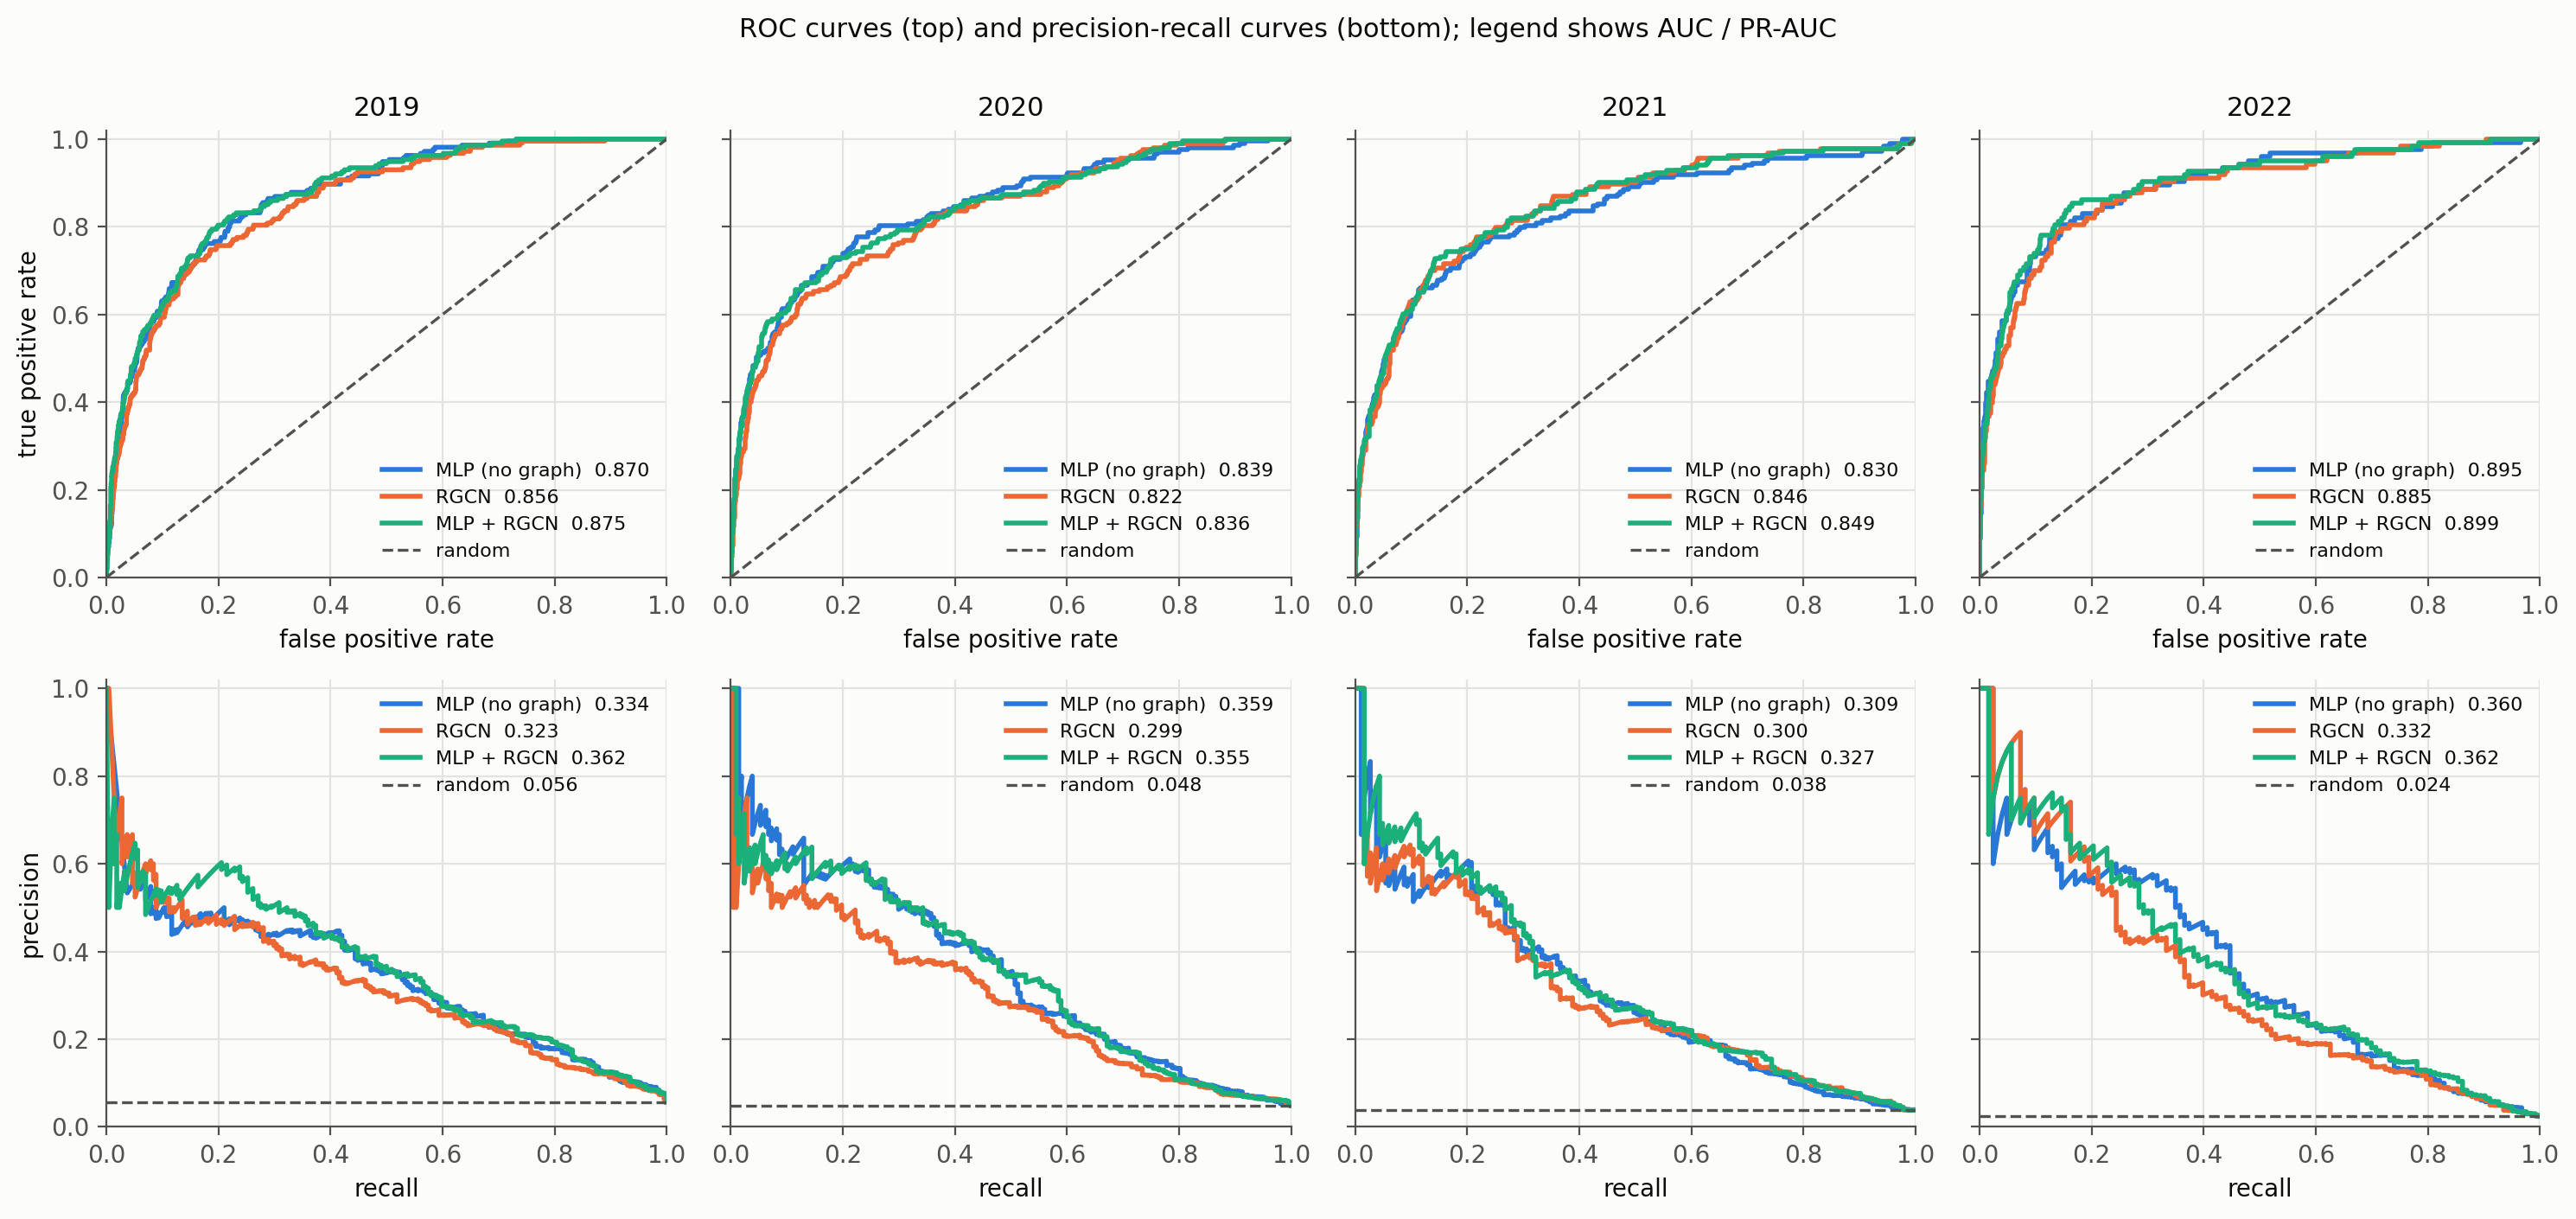 ROC curves (top) and precision-recall curves (bottom); legend shows AUC / PR-AUC
2019
1.0
0.8
0.6
0.4
0.2
0.0
true positive rate
MLP (no graph) 0.870
RGCN 0.856
MLP + RGCN 0.875
random
0.0 0.2 0.4 0.6 0.8 1.0
false positive rate
2020
MLP (no graph) 0.839
RGCN 0.822
MLP + RGCN 0.836
random
0.0 0.2 0.4 0.6 0.8 1.0
false positive rate
2021
MLP (no graph) 0.830
RGCN 0.846
MLP + RGCN 0.849
random
0.0 0.2 0.4 0.6 0.8 1.0
false positive rate
2022
MLP (no graph) 0.895
RGCN 0.885
MLP + RGCN 0.899
random
0.0 0.2 0.4 0.6 0.8 1.0
false positive rate
1.0
0.8
0.6
0.4
0.2
0.0
precision
MLP (no graph) 0.334
RGCN 0.323
MLP + RGCN 0.362
random 0.056
0.0 0.2 0.4 0.6 0.8 1.0
recall
MLP (no graph) 0.359
RGCN 0.299
MLP + RGCN 0.355
random 0.048
0.0 0.2 0.4 0.6 0.8 1.0
recall
MLP (no graph) 0.309
RGCN 0.300
MLP + RGCN 0.327
random 0.038
0.0 0.2 0.4 0.6 0.8 1.0
recall
MLP (no graph) 0.360
RGCN 0.332
MLP + RGCN 0.362
random 0.024
0.0 0.2 0.4 0.6 0.8 1.0
recall